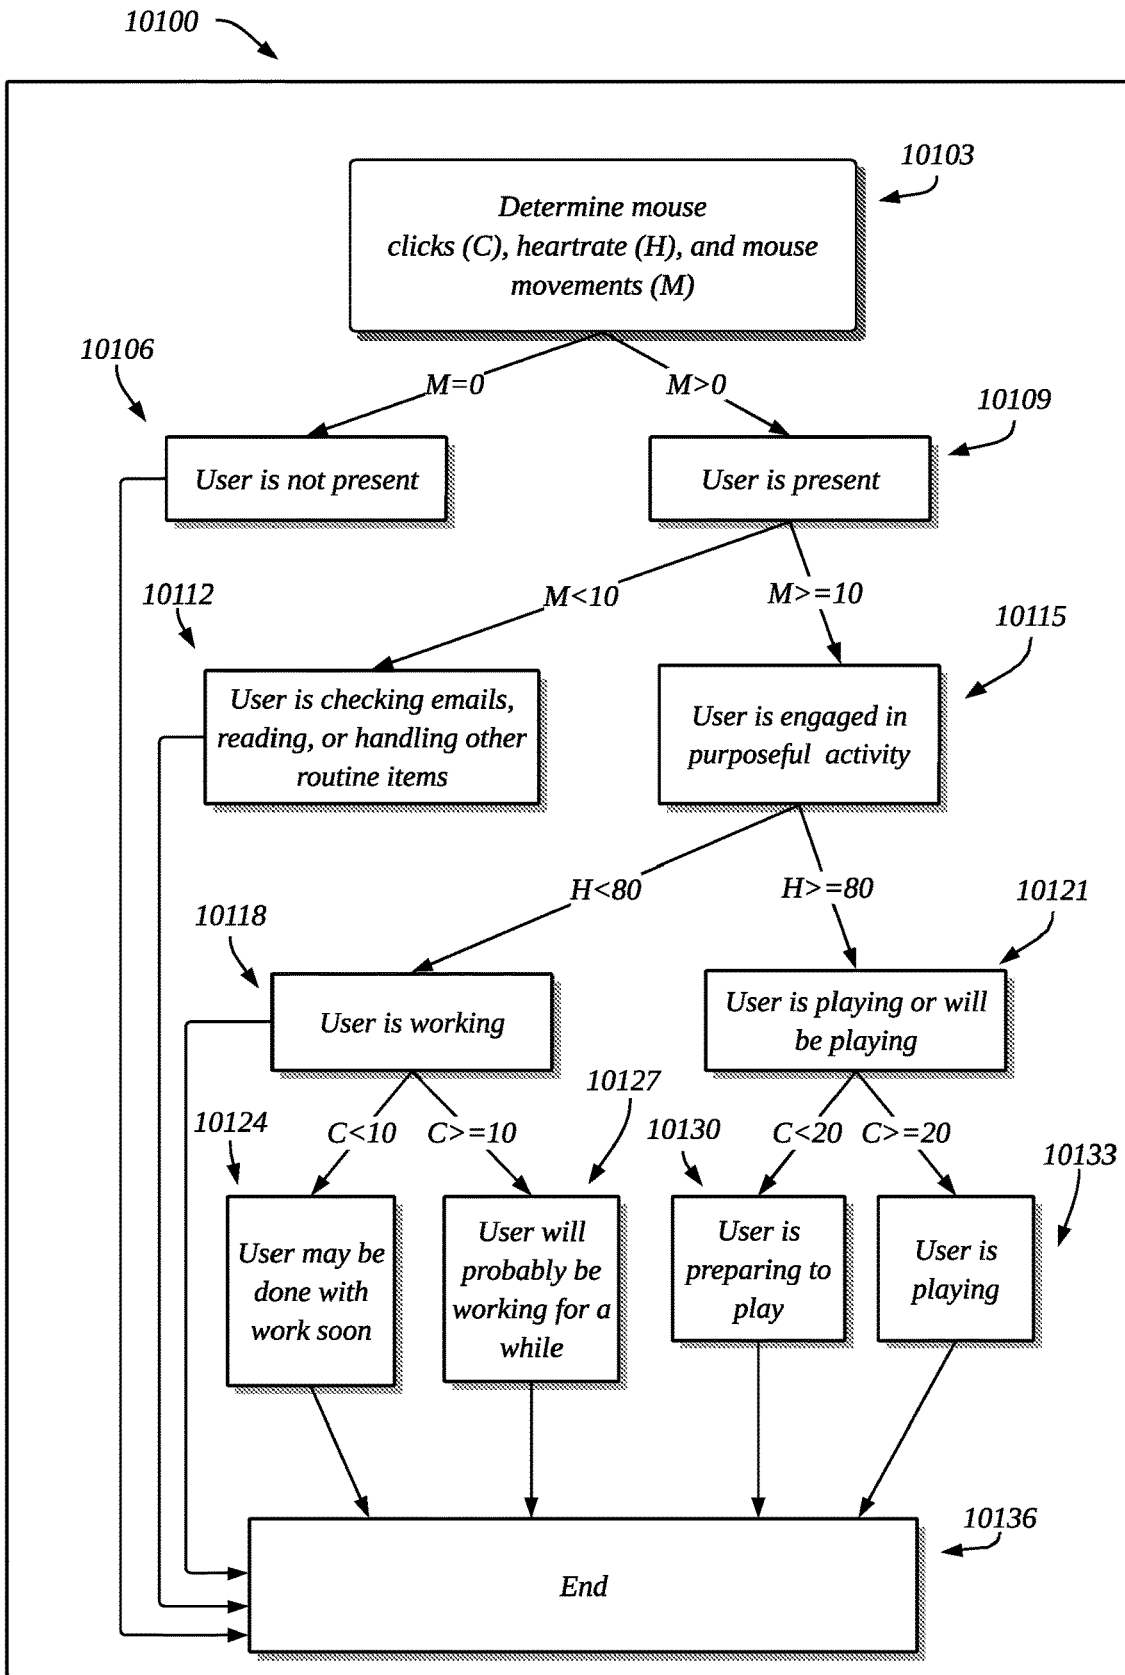 10100
10103
Determine mouse
clicks (C), heartrate (H), and mouse
movements (M)
10106
M=0
M>0
10109
User is not present
User is present
10112
M<10
M>=10
10115
User is checking emails,
reading, or handling other
routine items
User is engaged in
purposeful activity
10118
H<80
H>=80
10121
User is working
User is playing or will
be playing
10124
C<10
C>=10
10127
10130
C<20
C>=20
10133
User may be
done with
work soon
User will
probably be
working for a
while
User is
preparing to
play
User is
playing
10136
End